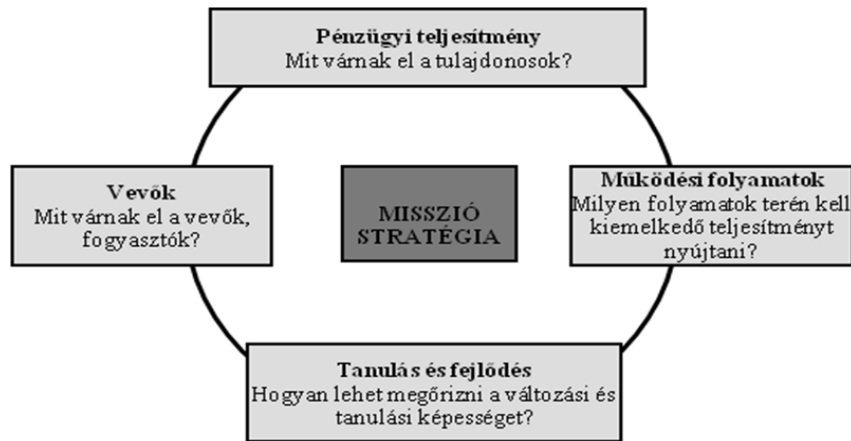 Pénzügyi teljesítmény
Mit várnak el a tulajdonosok?
Vevők
Mit várnak el a vevők,
fogyasztók?
MISSZIÓ
STRATÉGIA
Működési folyamatok
Milyen folyamatok terén kell
kiemelkedő teljesítményt
nyújtani?
Tanulás és fejlődés
Hogyan lehet megőrizni a változási és
tanulási képességet?